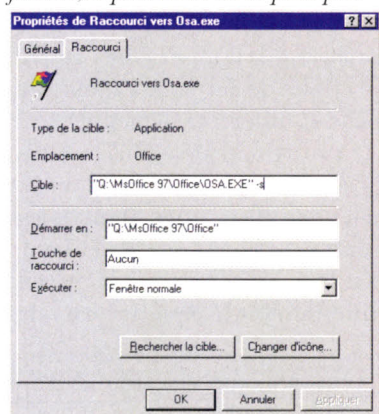 Propriétés de Raccourci vers Osa.exe
Général Raccourci
Raccourci vers Osa.exe
Type de la cible : Application
Emplacement : Office
Cible : "Q:\MsOffice 97\Office\OSA.EXE" -s
Démarrer en : "Q:\MsOffice 97\Office"
Touche de
raccourci : Aucun
Exécuter : Fenêtre normale
Rechercher la cible... Changer d'icône...
OK Annuler Appliquer